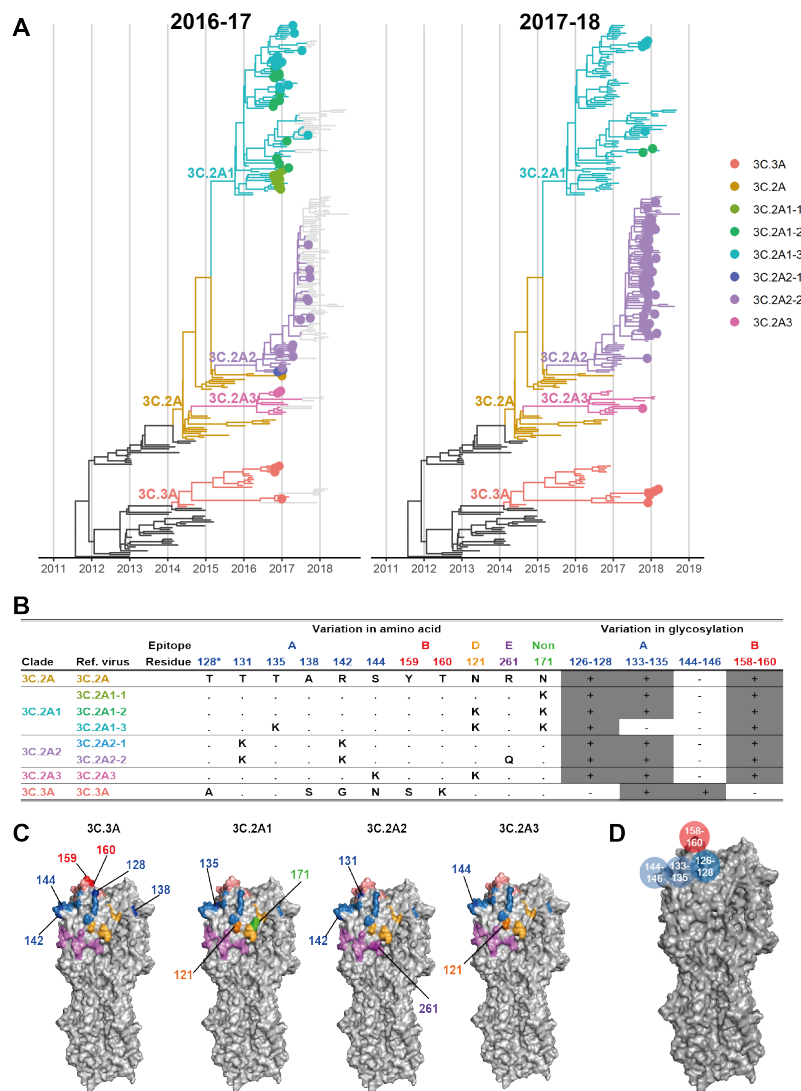 A
2016-17
2017-18
3C.2A1
3C.2A2
3C.2A
3C.2A3
3C.3A
2011 2012 2013 2014 2015 2016 2017 2018
3C.2A1
3C.2A2
3C.2A
3C.2A3
3C.3A
2011 2012 2013 2014 2015 2016 2017 2018 2019
3C.3A
3C.2A
3C.2A1-1
3C.2A1-2
3C.2A1-3
3C.2A2-1
3C.2A2-2
3C.2A3
B
Variation in amino acid Variation in glycosylation
Epitope A B D E Non A B
Clade Ref. virus Residue 128* 131 135 138 142 144 159 160 121 261 171 126-128 133-135 144-146 158-160
3C.2A 3C.2A T T T A R S Y T N R N + + - +
3C.2A1
3C.2A1-1 . . . . . . . . . . K + + - +
3C.2A1-2 . . . . . . . . K . K + + - +
3C.2A1-3 . . K . . . . . K . K + - - +
3C.2A2
3C.2A2-1 . K . . K . . . . . . + + - +
3C.2A2-2 . K . . K . . . . Q . + + - +
3C.2A3 3C.2A3 . . . . . K . . K . . + + - +
3C.3A 3C.3A A . . S G N S K . . . - + + -
C
3C.3A
159
160
128
144
138
142
3C.2A1
135
171
121
3C.2A2
131
142
261
3C.2A3
144
121
D
158-
160
126-
128
133-
135
144-
146